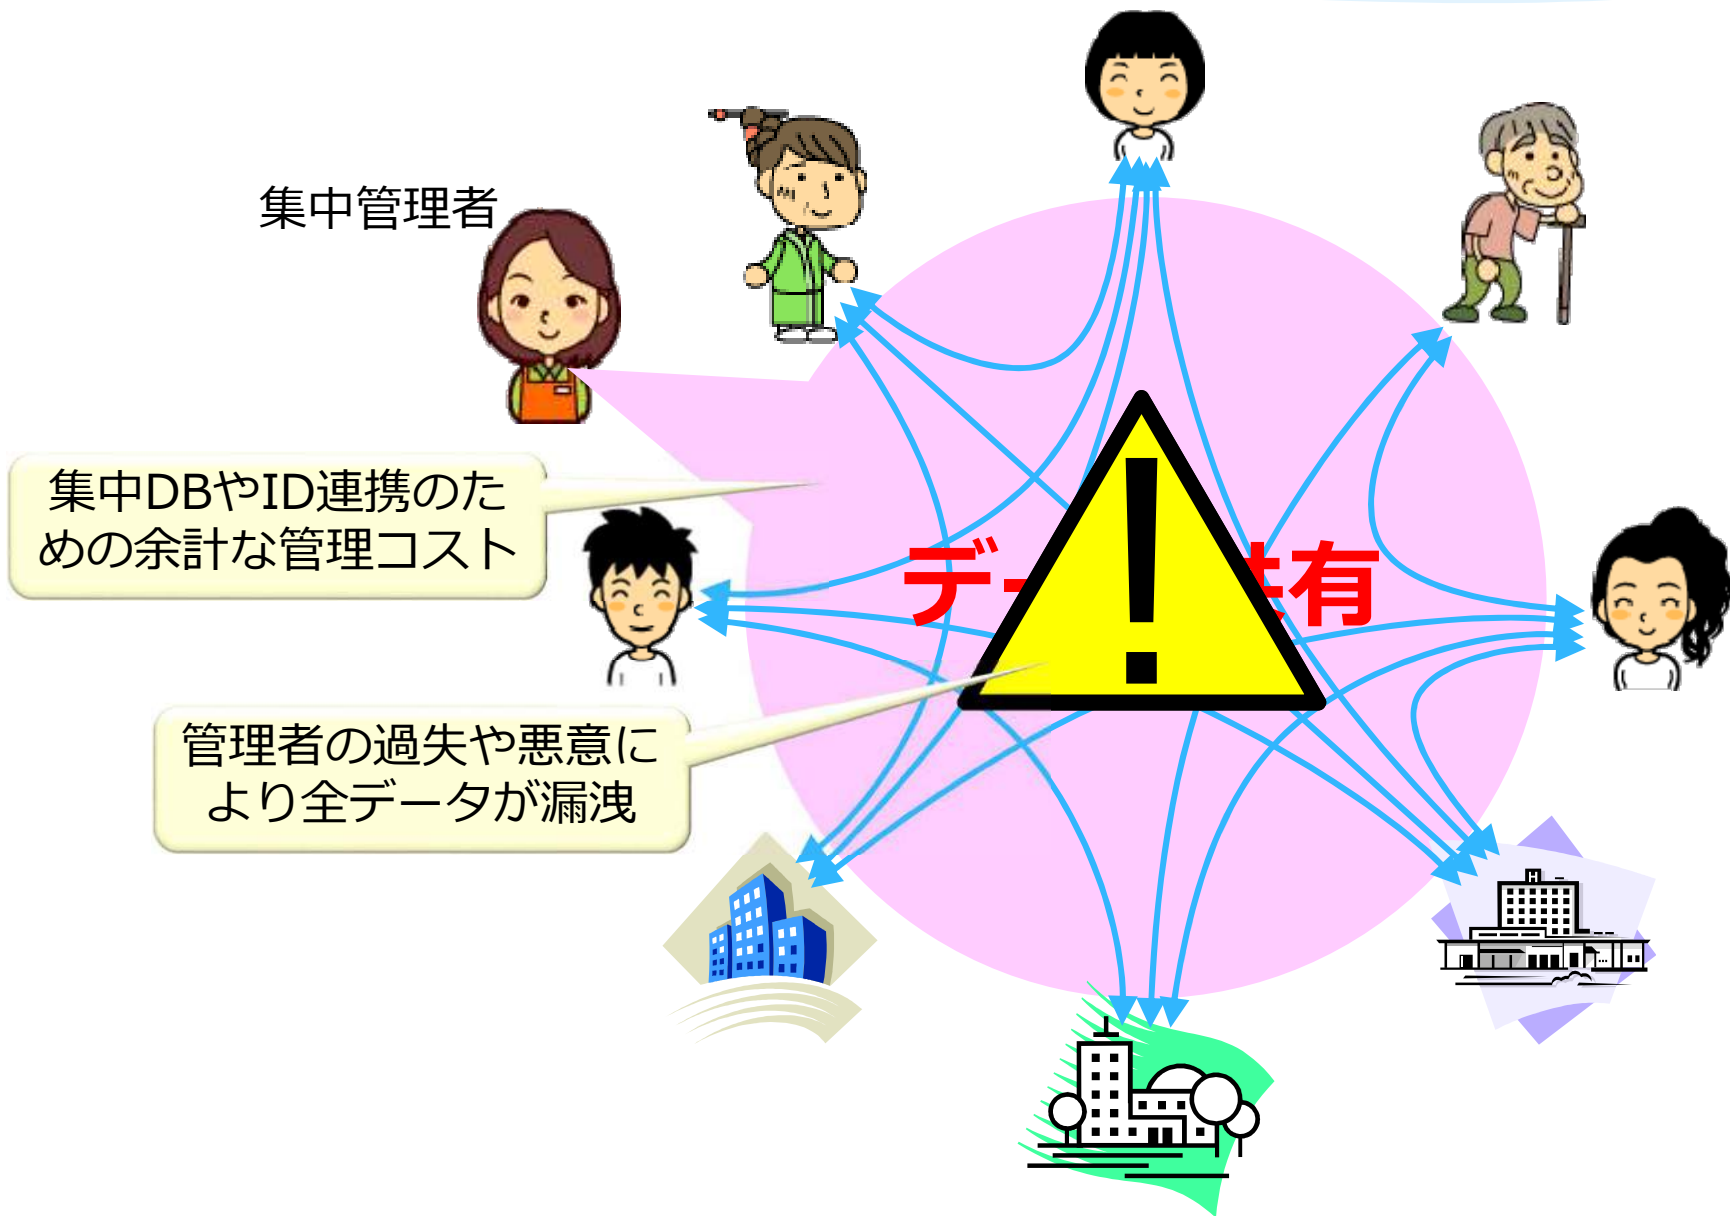 集中管理者
集中DBやID連携のた
めの余計な管理コスト
デー 共有
!
管理者の過失や悪意に
より全データが漏洩
H